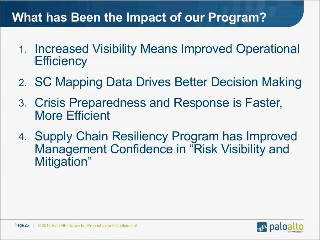 What has Been the Impact of our Program?
1. Increased Visibility Means Improved Operational
Efficiency
2. SC Mapping Data Drives Better Decision Making
3. Crisis Preparedness and Response is Faster,
More Efficient
4. Supply Chain Resiliency Program has Improved
Management Confidence in “Risk Visibility and
Mitigation”
paloalto